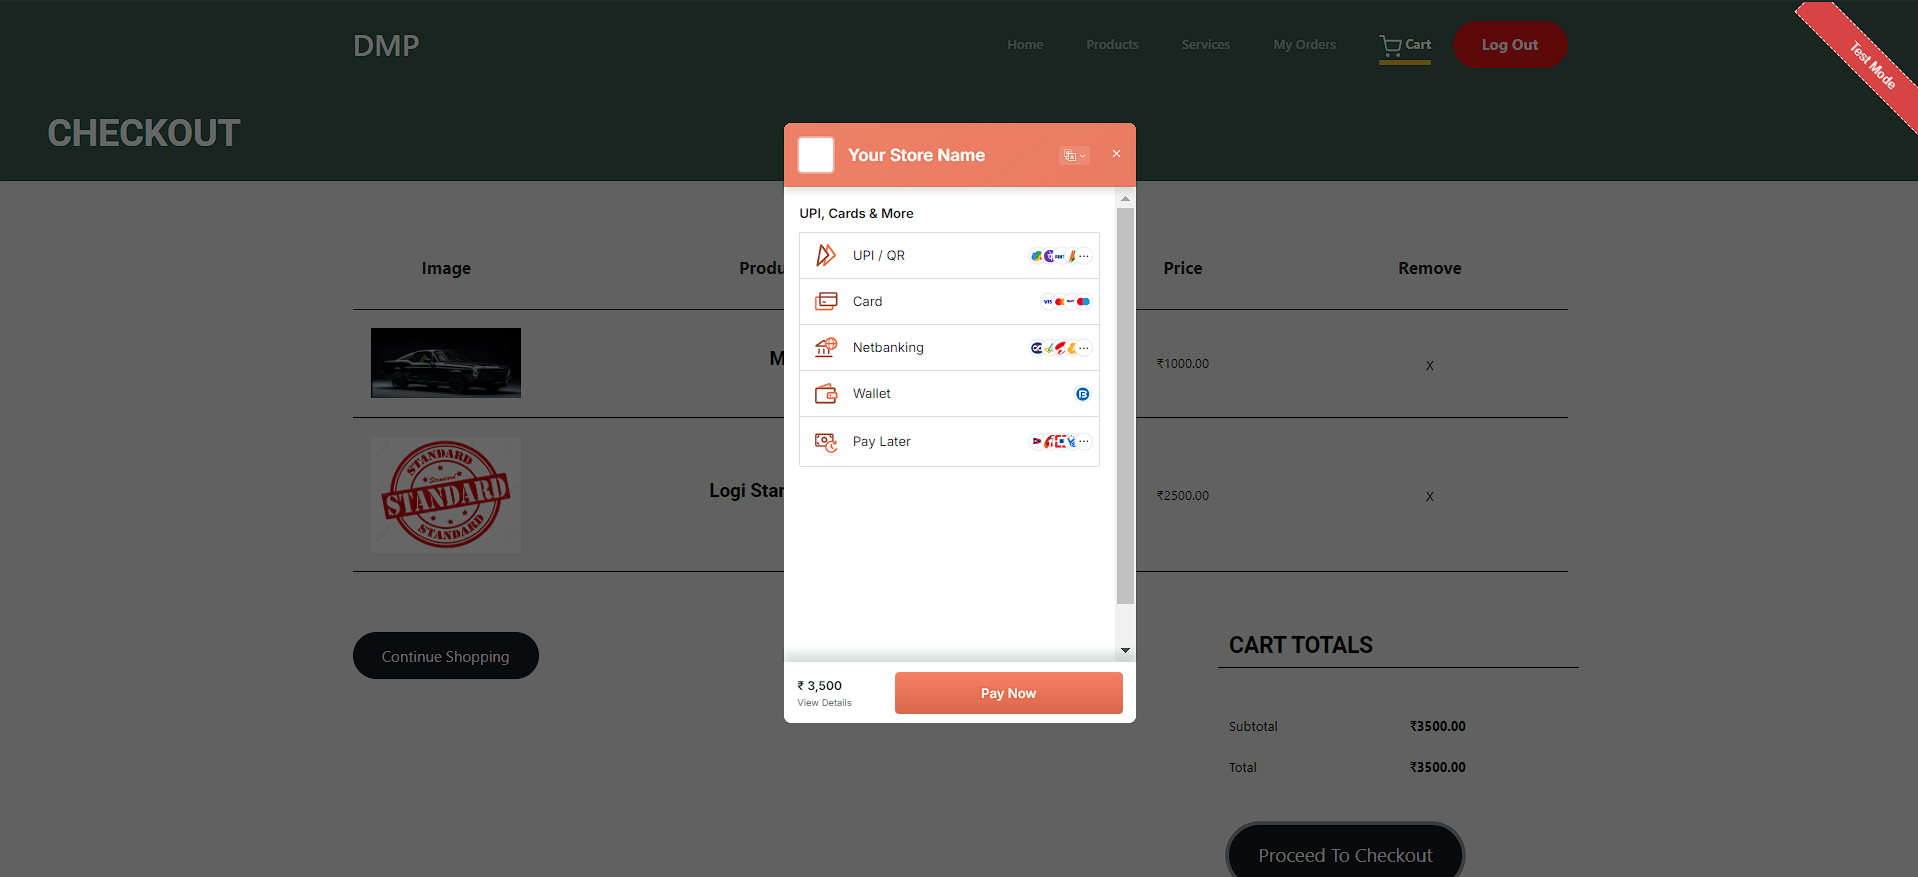 DMP
Home
Products
Services
My Orders
Cart
Log Out
Test Mode
CHECKOUT
Your Store Name
UPI, Cards & More
UPI / QR
Card
VISA
Netbanking
Wallet
Pay Later
₹ 3,500
View Details
Pay Now
Image
Price
Remove
₹1000.00
X
STANDARD
Standard
STANDARD
STANDARD
Logi
₹2500.00
X
Continue Shopping
CART TOTALS
Subtotal
₹3500.00
Total
₹3500.00
Proceed To Checkout